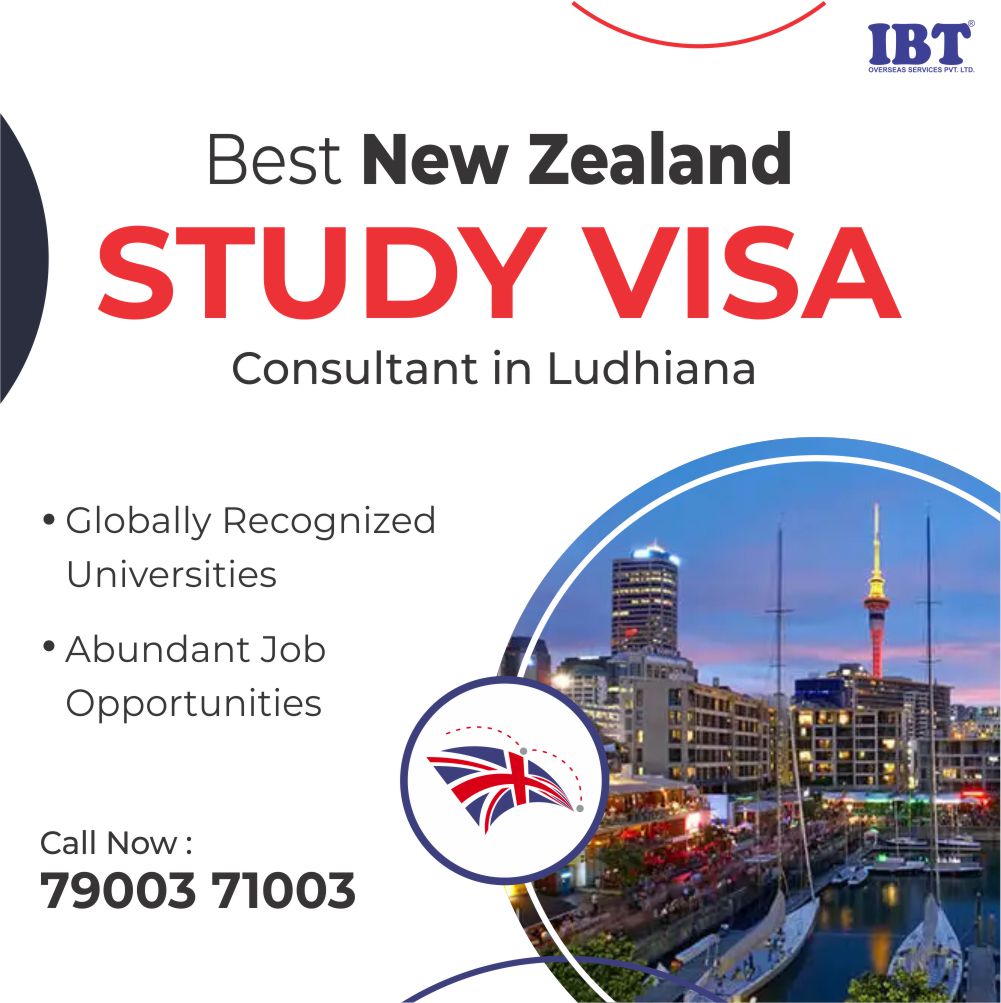 IBT®
OVERSEAS SERVICES PVT. LTD.
Best New Zealand
STUDY VISA
Consultant in Ludhiana
• Globally Recognized
Universities
• Abundant Job
Opportunities
Call Now :
79003 71003